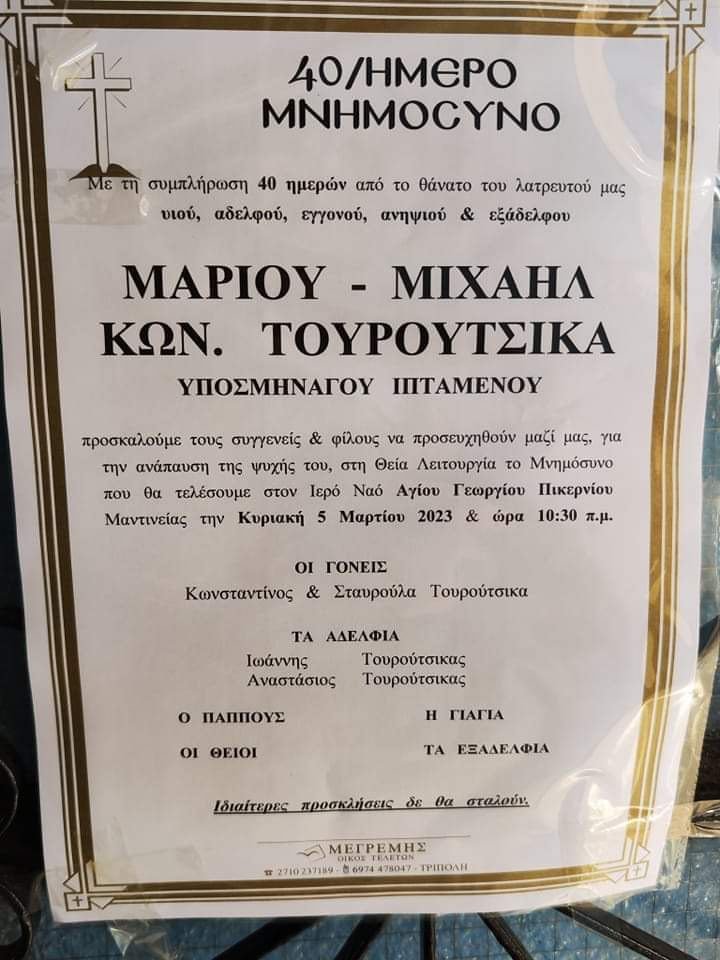 40/ΗΜΕΡΟ
ΜΝΗΜΟCΥΝΟ
Με τη συμπλήρωση 40 ημερών από το θάνατο του λατρευτού μας
υιού, αδελφού, εγγονού, ανηψιού & εξάδελφου
ΜΑΡΙΟΥ - ΜΙΧΑΗΛ
ΚΩΝ. ΤΟΥΡΟΥΤΣΙΚΑ
ΥΠΟΣΜΗΝΑΓΟΥ ΙΠΤΑΜΕΝΟΥ
προσκαλούμε τους συγγενείς & φίλους να προσευχηθούν μαζί μας, για
την ανάπαυση της ψυχής του, στη Θεία Λειτουργία το Μνημόσυνο
που θα τελέσουμε στον Ιερό Ναό Αγίου Γεωργίου Πικερνίου
Μαντινείας την Κυριακή 5 Μαρτίου 2023 & ώρα 10:30 π.μ.
ΟΙ ΓΟΝΕΙΣ
Κωνσταντίνος & Σταυρούλα Τουρούτσικα
ΤΑ ΑΔΕΛΦΙΑ
Ιωάννης Τουρούτσικας
Αναστάσιος Τουρούτσικας
Ο ΠΑΠΠΟΥΣ Η ΓΙΑΓΙΑ
ΟΙ ΘΕΙΟΙ ΤΑ ΕΞΑΔΕΛΦΙΑ
Ιδιαίτερες προσκλήσεις δε θα σταλούν.
ΜΕΓΡΕΜΗΣ
ΟΙΚΟΣ ΤΕΛΕΤΩΝ
☎ 2710 237189 - 6974 478047 - ΤΡΙΠΟΛΗ